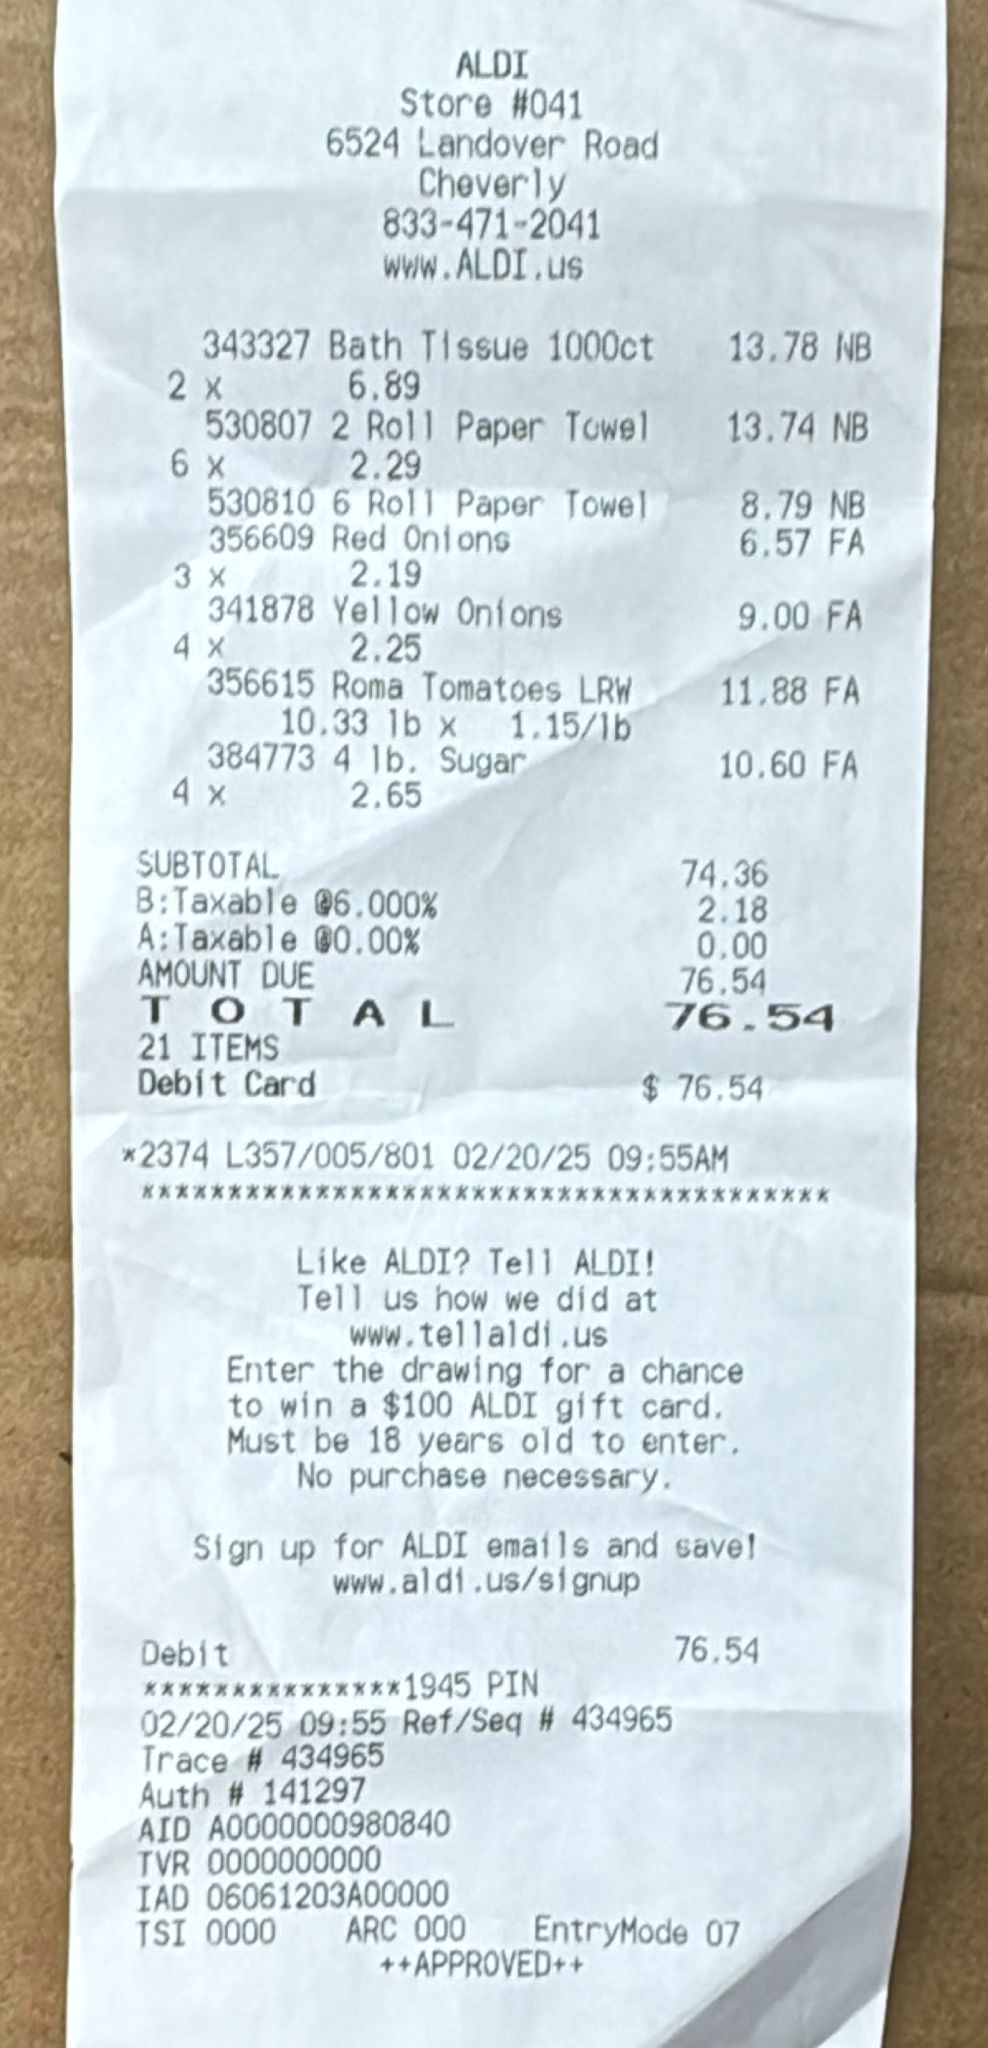 ALDI
Store #041
6524 Landover Road
Cheverly
833-471-2041
www.ALDI.us
343327 Bath Tissue 1000ct 13.78 NB
2 x 6.89
530807 2 Roll Paper Towel 13.74 NB
6 x 2.29
530810 6 Roll Paper Towel 8.79 NB
356609 Red Onions 6.57 FA
3 x 2.19
341878 Yellow Onions 9.00 FA
4 x 2.25
356615 Roma Tomatoes LRW 11.88 FA
10.33 lb x 1.15/lb
384773 4 lb. Sugar 10.60 FA
4 x 2.65
SUBTOTAL 74.36
B:Taxable @6.000% 2.18
A:Taxable @0.00% 0.00
AMOUNT DUE 76.54
T O T A L 76.54
21 ITEMS
Debit Card $ 76.54
*2374 L357/005/801 02/20/25 09:55AM
****************************************
Like ALDI? Tell ALDI!
Tell us how we did at
www.tellaldi.us
Enter the drawing for a chance
to win a $100 ALDI gift card.
Must be 18 years old to enter.
No purchase necessary.
Sign up for ALDI emails and save!
www.aldi.us/signup
Debit 76.54
***************1945 PIN
02/20/25 09:55 Ref/Seq # 434965
Trace # 434965
Auth # 141297
AID A0000000980840
TVR 0000000000
IAD 06061203A00000
TSI 0000 ARC 000 EntryMode 07
++APPROVED++